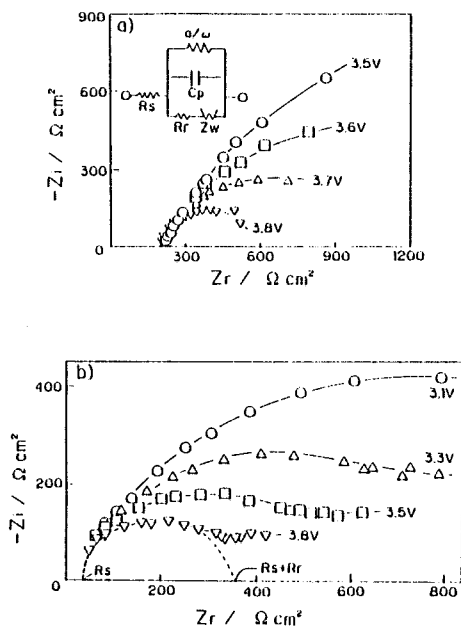 a)
900
600
300
0
-Zi / Ω cm²
a/ω
Cp
Rs
Rr
Zw
3.5V
3.6V
3.7V
3.8V
300
600
900
1200
Zr / Ω cm²
b)
400
200
0
-Zi / Ω cm²
3.1V
3.3V
3.5V
3.8V
Rs
Rs+Rr
0
200
400
600
800
Zr / Ω cm²